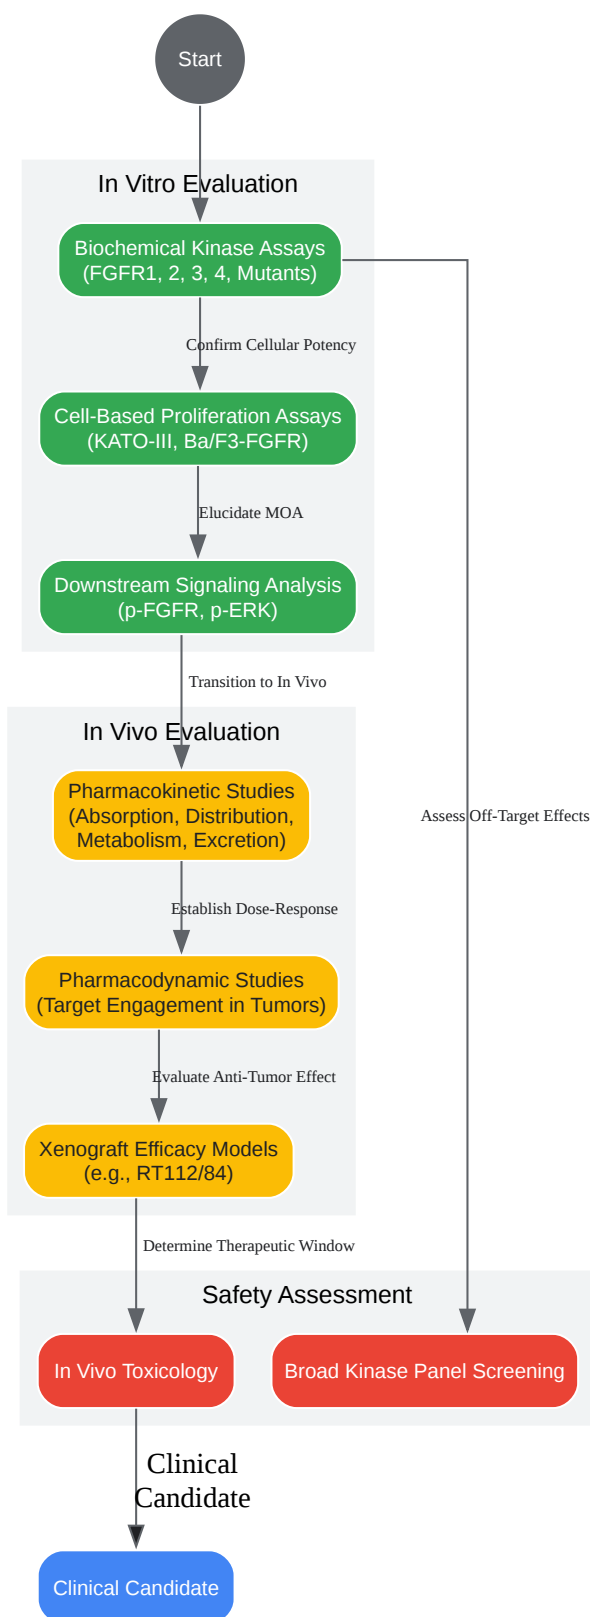 Start
In Vitro Evaluation
Biochemical Kinase Assays
(FGFR1, 2, 3, 4, Mutants)
Confirm Cellular Potency
Cell-Based Proliferation Assays
(KATO-III, Ba/F3-FGFR)
Elucidate MOA
Downstream Signaling Analysis
(p-FGFR, p-ERK)
Transition to In Vivo
In Vivo Evaluation
Pharmacokinetic Studies
(Absorption, Distribution,
Metabolism, Excretion)
Assess Off-Target Effects
Establish Dose-Response
Pharmacodynamic Studies
(Target Engagement in Tumors)
Evaluate Anti-Tumor Effect
Xenograft Efficacy Models
(e.g., RT112/84)
Determine Therapeutic Window
Safety Assessment
In Vivo Toxicology
Broad Kinase Panel Screening
Clinical
Candidate
Clinical Candidate